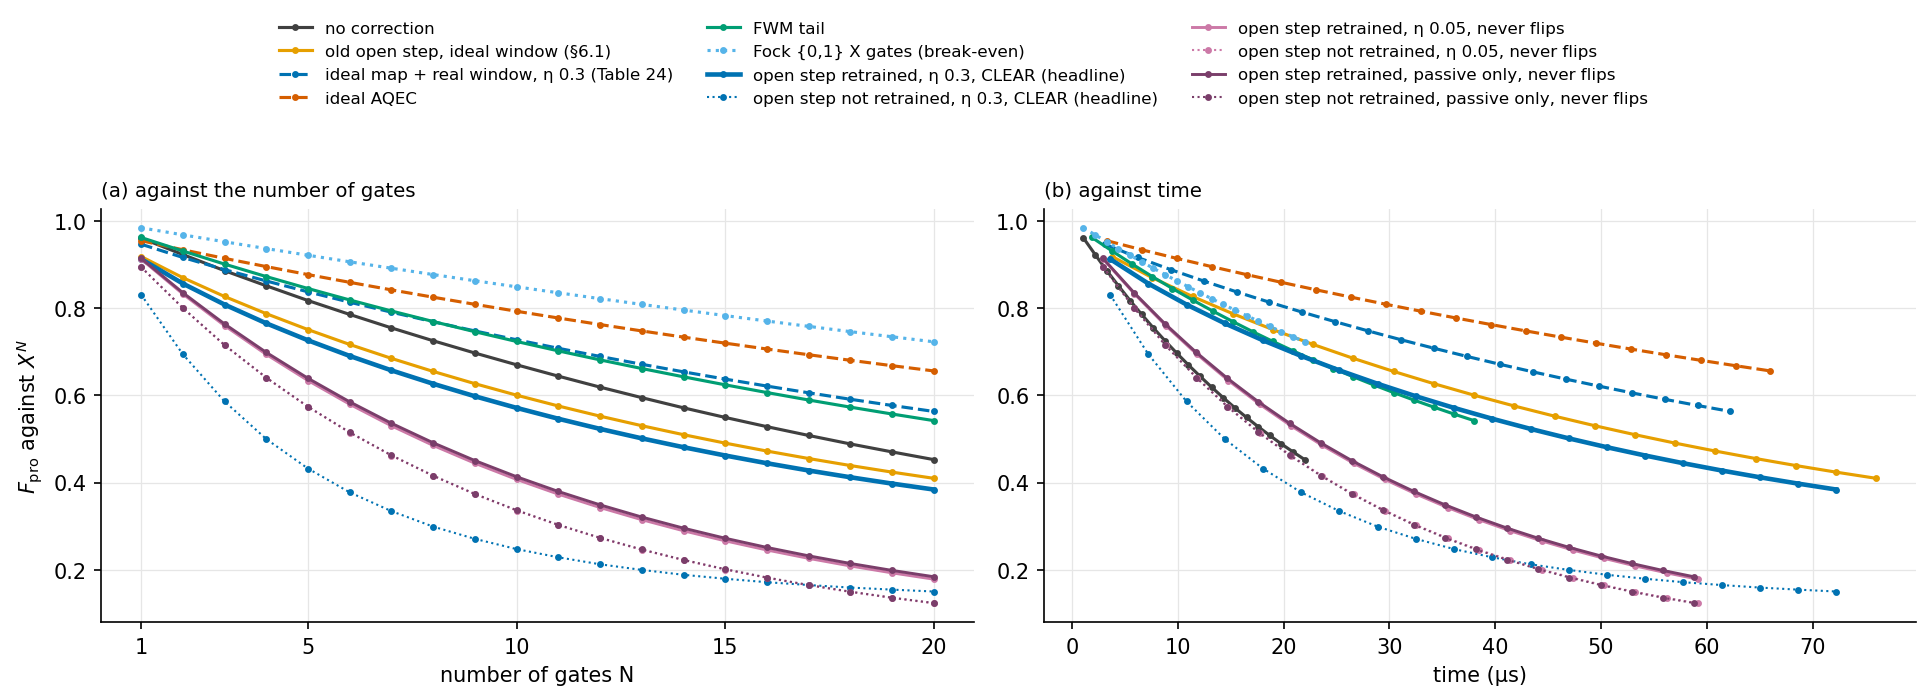 no correction
old open step, ideal window (§6.1)
ideal map + real window, η 0.3 (Table 24)
ideal AQEC
FWM tail
Fock {0,1} X gates (break-even)
open step retrained, η 0.3, CLEAR (headline)
open step not retrained, η 0.3, CLEAR (headline)
open step retrained, η 0.05, never flips
open step not retrained, η 0.05, never flips
open step retrained, passive only, never flips
open step not retrained, passive only, never flips
(a) against the number of gates
1.0
0.8
0.6
0.4
0.2
F_pro against X^N
1 5 10 15 20
number of gates N
(b) against time
1.0
0.8
0.6
0.4
0.2
0 10 20 30 40 50 60 70
time (μs)